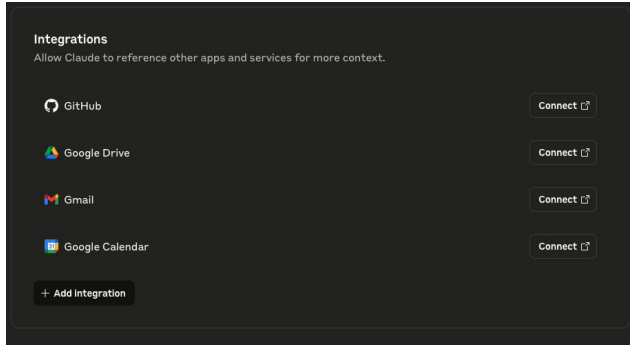 Integrations
Allow Claude to reference other apps and services for more context.
GitHub Connect
Google Drive Connect
Gmail Connect
31
Google Calendar Connect
+ Add integration